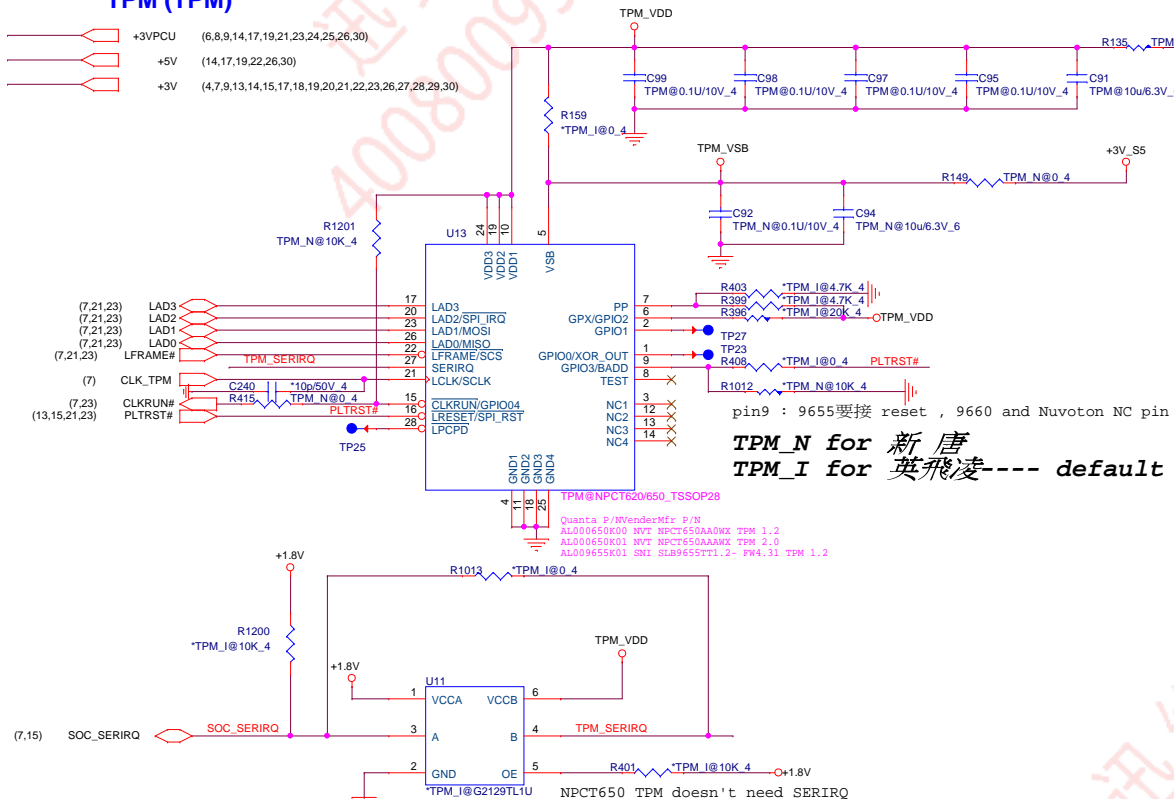 TPM (TPM)
+3VPCU (6,8,9,14,17,19,21,23,24,25,26,30)
+5V (14,17,19,22,26,30)
+3V (4,7,9,13,14,15,17,18,19,20,21,22,23,26,27,28,29,30)
TPM_VDD
R135 TPM
C99 TPM@0.1U/10V_4
C98 TPM@0.1U/10V_4
C97 TPM@0.1U/10V_4
C95 TPM@0.1U/10V_4
C91 TPM@10u/6.3V_
R159
*TPM_I@0_4
TPM_VSB
+3V_S5
R149 TPM_N@0_4
C92 TPM_N@0.1U/10V_4
C94 TPM_N@10u/6.3V_6
R1201
TPM_N@10K_4
U13
24 19 10 5
VDD3 VDD2 VDD1 VSB
(7,21,23) LAD3 17 LAD3
(7,21,23) LAD2 20 LAD2/SPI_IRQ
(7,21,23) LAD1 23 LAD1/MOSI
(7,21,23) LAD0 26 LAD0/MISO
(7,21,23) LFRAME# 22 LFRAME/SCS
TPM_SERIRQ 27 SERIRQ
(7) CLK_TPM 21 LCLK/SCLK
C240 *10p/50V_4
(7,23) CLKRUN# R415 TPM_N@0_4 15 CLKRUN/GPIO04
(13,15,21,23) PLTRST# PLTRST# 16 LRESET/SPI_RST
28 LPCPD
TP25
PP 7 R403 *TPM_I@4.7K_4
R399 *TPM_I@4.7K_4
GPX/GPIO2 6 R396 *TPM_I@20K_4 TPM_VDD
GPIO1 2 TP27
GPIO0/XOR_OUT 1 TP23
GPIO3/BADD 9 R408 *TPM_I@0_4 PLTRST#
TEST 8 R1012 *TPM_N@10K_4
NC1 3
NC2 12
NC3 13
NC4 14
pin9 : 9655要接 reset , 9660 and Nuvoton NC pin
TPM_N for 新 唐
TPM_I for 英飛凌---- default
GND1 GND2 GND3 GND4
4 11 18 25
TPM@NPCT620/650_TSSOP28
Quanta P/NVenderMfr P/N
AL000650K00 NVT NPCT650AA0WX TPM 1.2
AL000650K01 NVT NPCT650AAAWX TPM 2.0
AL009655K01 SNI SLB9655TT1.2- FW4.31 TPM 1.2
+1.8V
R1013 *TPM_I@0_4
R1200
*TPM_I@10K_4
+1.8V
TPM_VDD
U11
1 VCCA VCCB 6
(7,15) SOC_SERIRQ SOC_SERIRQ 3 A B 4 TPM_SERIRQ
2 GND OE 5 R401 *TPM_I@10K_4 +1.8V
*TPM_I@G2129TL1U
NPCT650 TPM doesn't need SERIRQ